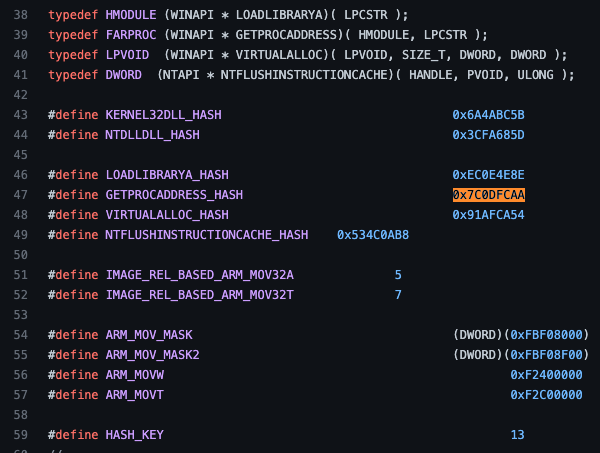 38 typedef HMODULE (WINAPI * LOADLIBRARYA)( LPCSTR );
39 typedef FARPROC (WINAPI * GETPROCADDRESS)( HMODULE, LPCSTR );
40 typedef LPVOID  (WINAPI * VIRTUALALLOC)( LPVOID, SIZE_T, DWORD, DWORD );
41 typedef DWORD  (NTAPI * NTFLUSHINSTRUCTIONCACHE)( HANDLE, PVOID, ULONG );
42
43 #define KERNEL32DLL_HASH 0x6A4ABC5B
44 #define NTDLLDLL_HASH 0x3CFA685D
45
46 #define LOADLIBRARYA_HASH 0xEC0E4E8E
47 #define GETPROCADDRESS_HASH 0x7C0DFCAA
48 #define VIRTUALALLOC_HASH 0x91AFCA54
49 #define NTFLUSHINSTRUCTIONCACHE_HASH 0x534C0AB8
50
51 #define IMAGE_REL_BASED_ARM_MOV32A 5
52 #define IMAGE_REL_BASED_ARM_MOV32T 7
53
54 #define ARM_MOV_MASK (DWORD)(0xFBF08000)
55 #define ARM_MOV_MASK2 (DWORD)(0xFBF08F00)
56 #define ARM_MOVW 0xF2400000
57 #define ARM_MOVT 0xF2C00000
58
59 #define HASH_KEY 13